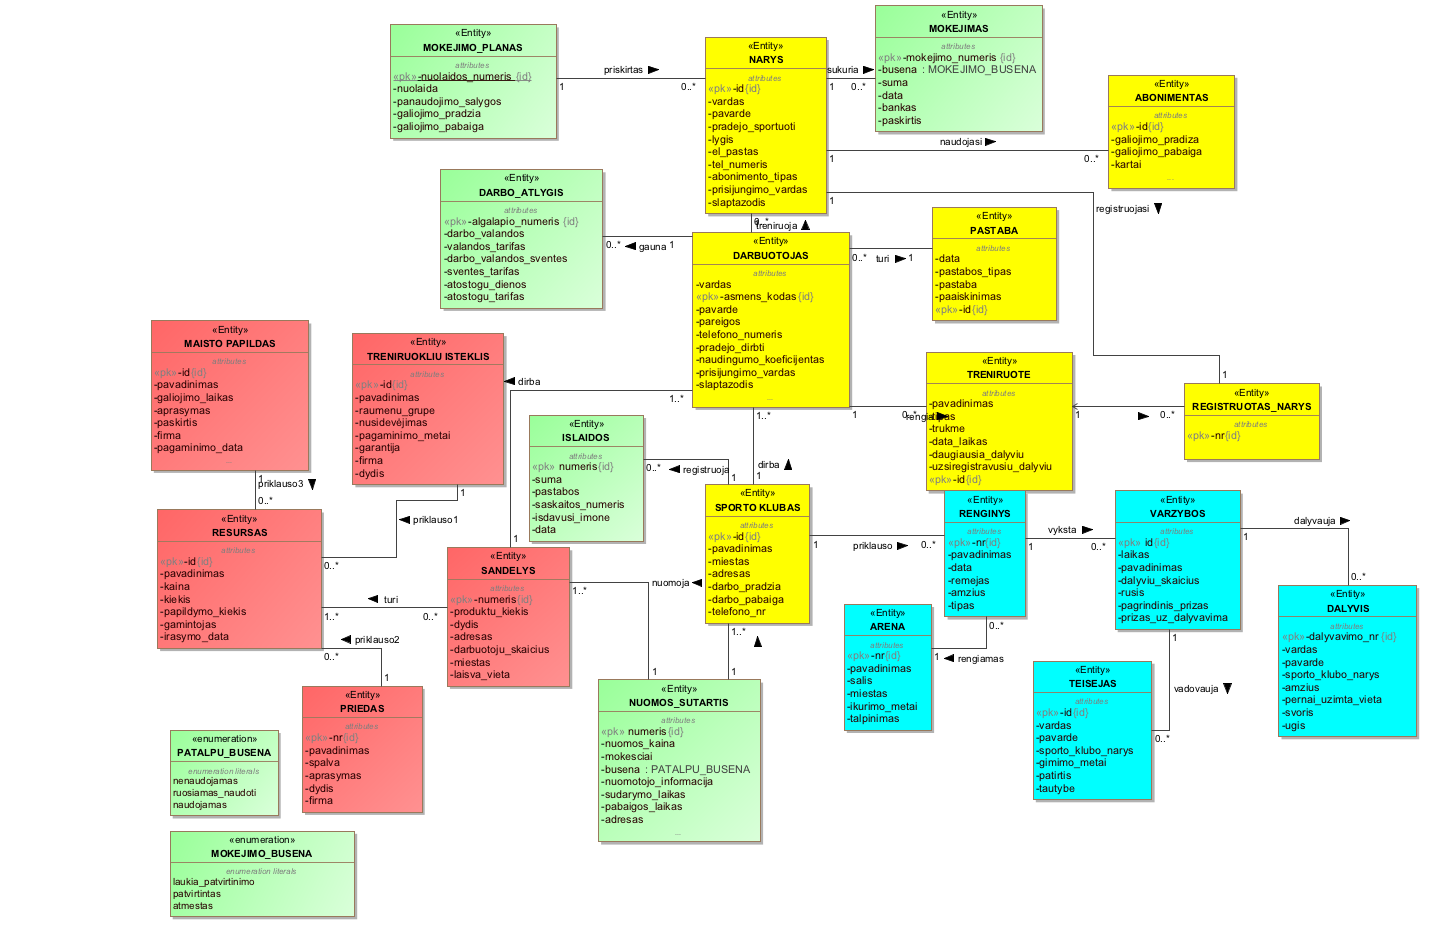 «Entity»
MOKEJIMO_PLANAS
attributes
«pk»-nuolaidos_numeris {id}
-nuolaida
-panaudojimo_salygos
-galiojimo_pradzia
-galiojimo_pabaiga
priskirtas
1
0..*
«Entity»
NARYS
attributes
«pk»-id{id}
-vardas
-pavarde
-pradejo_sportuoti
-lygis
-el_pastas
-tel_numeris
-abonimento_tipas
-prisijungimo_vardas
-slaptazodis
sukuria
1
0..*
«Entity»
MOKEJIMAS
attributes
«pk»-mokejimo_numeris {id}
-busena : MOKEJIMO_BUSENA
-suma
-data
-bankas
-paskirtis
naudojasi
1
0..*
«Entity»
ABONIMENTAS
attributes
«pk»-id{id}
-galiojimo_pradiza
-galiojimo_pabaiga
-kartai
...
1
registruojasi
1
«Entity»
DARBO_ATLYGIS
attributes
«pk»-algalapio_numeris {id}
-darbo_valandos
-valandos_tarifas
-darbo_valandos_sventes
-sventes_tarifas
-atostogu_dienos
-atostogu_tarifas
0..*
gauna
1
0..*
treniruoja
«Entity»
DARBUOTOJAS
attributes
-vardas
«pk»-asmens_kodas{id}
-pavarde
-pareigos
-telefono_numeris
-pradejo_dirbti
-naudingumo_koeficijentas
-prisijungimo_vardas
-slaptazodis
...
0..*
turi
1
«Entity»
PASTABA
attributes
-data
-pastabos_tipas
-pastaba
-paaiskinimas
«pk»-id{id}
«Entity»
MAISTO PAPILDAS
attributes
«pk»-id{id}
-pavadinimas
-galiojimo_laikas
-aprasymas
-paskirtis
-firma
-pagaminimo_data
...
1
priklauso3
0..*
«Entity»
TRENIRUOKLIU ISTEKLIS
attributes
«pk»-id{id}
-pavadinimas
-raumenu_grupe
-nusidevėjimas
-pagaminimo_metai
-garantija
-firma
-dydis
1
priklauso1
0..*
dirba
1..*
1
«Entity»
TRENIRUOTE
attributes
-pavadinimas
-tipas
-trukme
-data_laikas
-daugiausia_dalyviu
-uzsiregistravusiu_dalyviu
«pk»-id{id}
1
0..*
1
0..*
«Entity»
REGISTRUOTAS_NARYS
attributes
«pk»-nr{id}
«Entity»
ISLAIDOS
attributes
«pk» numeris{id}
-suma
-pastabos
-saskaitos_numeris
-isdavusi_imone
-data
0..*
registruoja
1
1..*
dirba
1
«Entity»
SPORTO KLUBAS
attributes
«pk»-id{id}
-pavadinimas
-miestas
-adresas
-darbo_pradzia
-darbo_pabaiga
-telefono_nr
1
priklauso
0..*
«Entity»
RENGINYS
attributes
«pk»-nr{id}
-pavadinimas
-data
-remejas
-amzius
-tipas
vyksta
1
0..*
«Entity»
VARZYBOS
attributes
«pk» id{id}
-laikas
-pavadinimas
-dalyviu_skaicius
-rusis
-pagrindinis_prizas
-prizas_uz_dalyvavima
dalyvauja
1
0..*
«Entity»
DALYVIS
attributes
«pk»-dalyvavimo_nr {id}
-vardas
-pavarde
-sporto_klubo_narys
-amzius
-pernai_uzimta_vieta
-svoris
-ugis
«Entity»
RESURSAS
attributes
«pk»-id{id}
-pavadinimas
-kaina
-kiekis
-papildymo_kiekis
-gamintojas
-irasymo_data
turi
1..*
0..*
priklauso2
0..*
1
«Entity»
SANDELYS
attributes
«pk»-numeris{id}
-produktu_kiekis
-dydis
-adresas
-darbuotoju_skaicius
-miestas
-laisva_vieta
1..*
1
nuomoja
1..*
1
«Entity»
ARENA
attributes
«pk»-nr{id}
-pavadinimas
-salis
-miestas
-ikurimo_metai
-talpinimas
0..*
1
rengiamas
«Entity»
TEISEJAS
attributes
«pk»-id{id}
-vardas
-pavarde
-sporto_klubo_narys
-gimimo_metai
-patirtis
-tautybe
1
vadovauja
0..*
«Entity»
PRIEDAS
attributes
«pk»-nr{id}
-pavadinimas
-spalva
-aprasymas
-dydis
-firma
«Entity»
NUOMOS_SUTARTIS
attributes
«pk» numeris{id}
-nuomos_kaina
-mokesciai
-busena : PATALPU_BUSENA
-nuomotojo_informacija
-sudarymo_laikas
-pabaigos_laikas
-adresas
...
«enumeration»
PATALPU_BUSENA
enumeration literals
nenaudojamas
ruosiamas_naudoti
naudojamas
«enumeration»
MOKEJIMO_BUSENA
enumeration literals
laukia_patvirtinimo
patvirtintas
atmestas